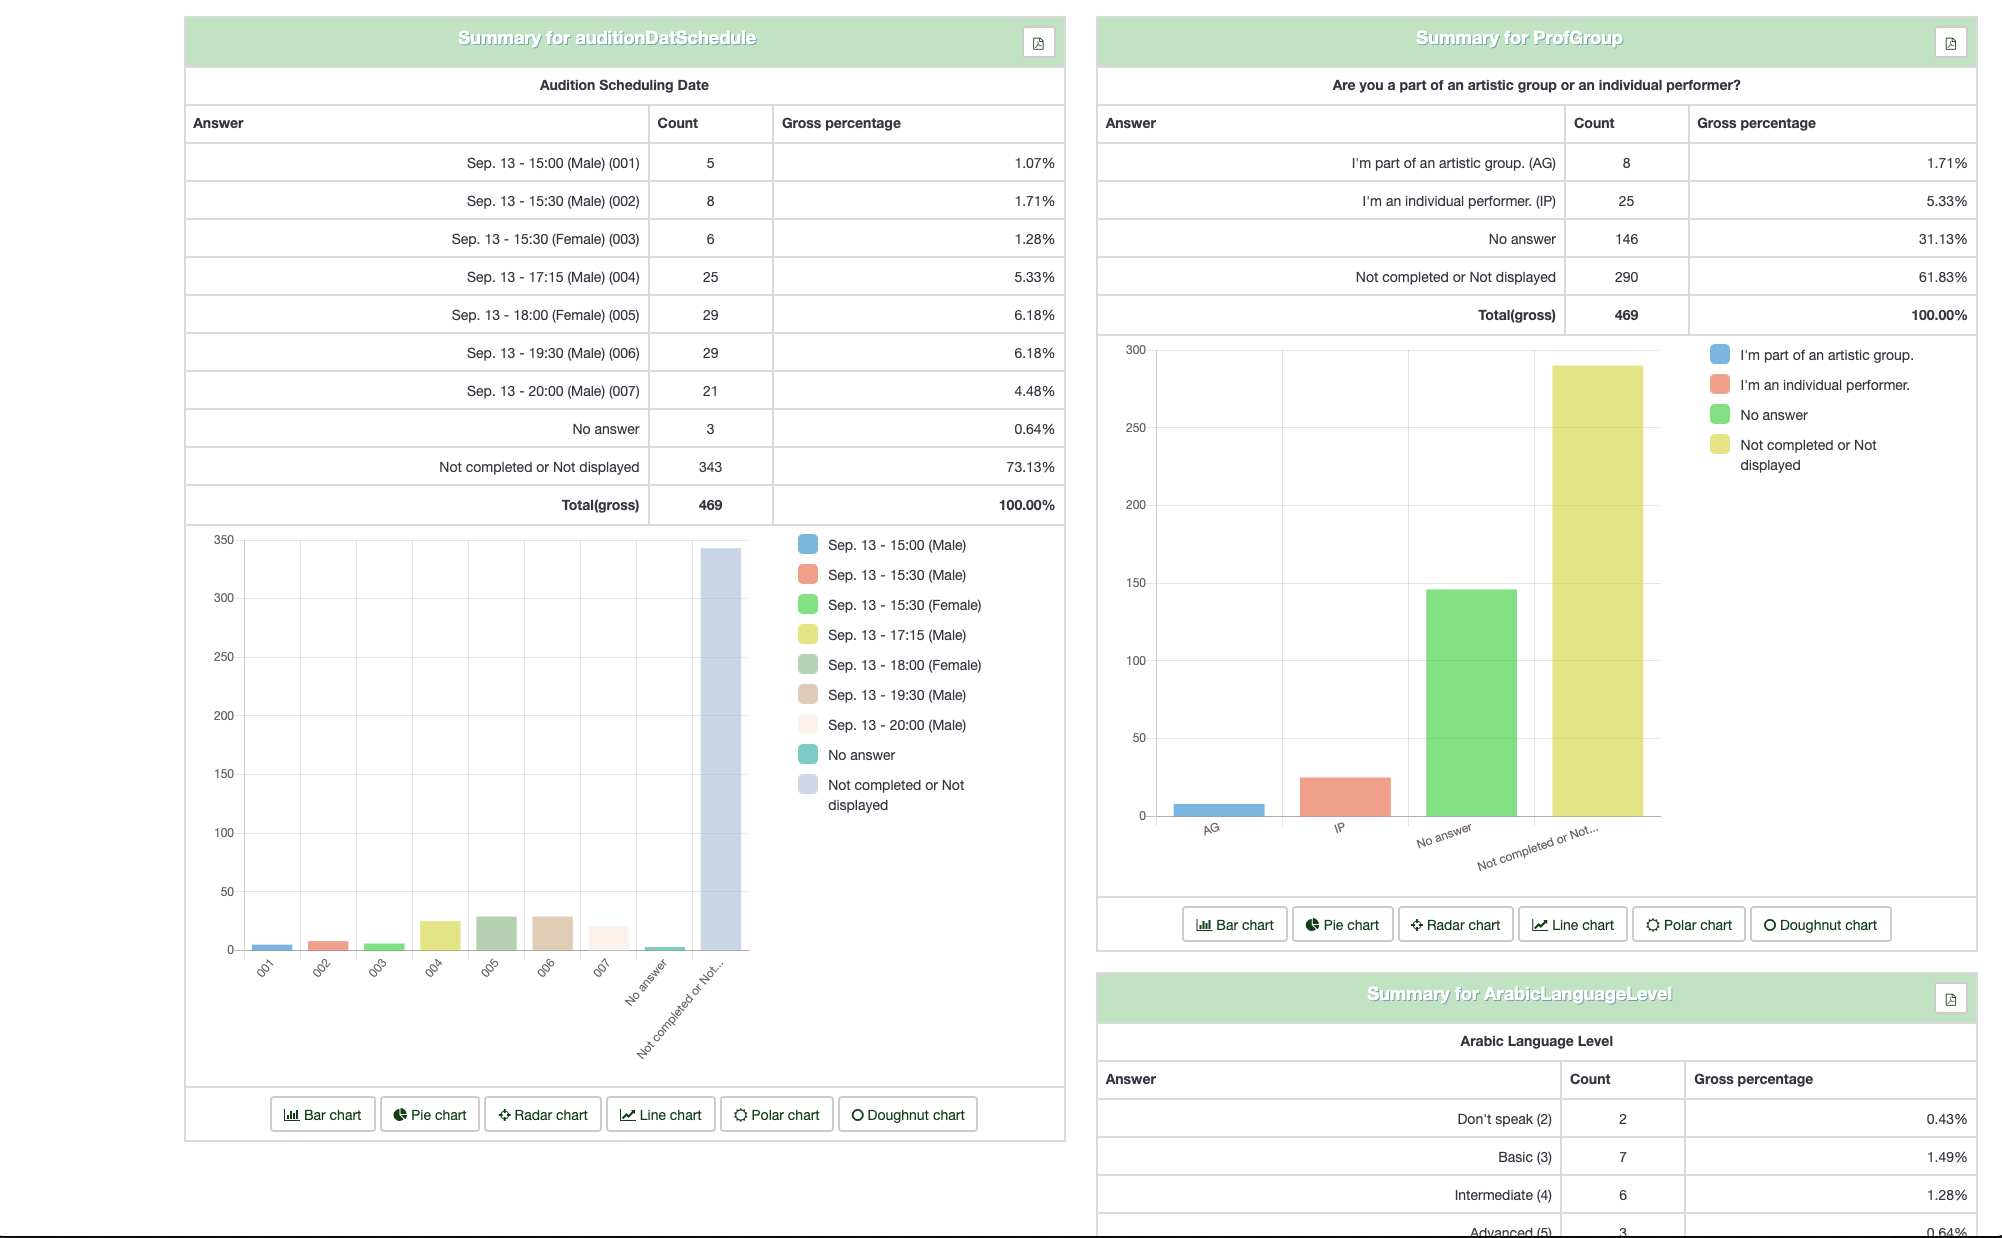 Summary for auditionDatSchedule
Audition Scheduling Date
Answer Count Gross percentage
Sep. 13 - 15:00 (Male) (001) 5 1.07%
Sep. 13 - 15:30 (Male) (002) 8 1.71%
Sep. 13 - 15:30 (Female) (003) 6 1.28%
Sep. 13 - 17:15 (Male) (004) 25 5.33%
Sep. 13 - 18:00 (Female) (005) 29 6.18%
Sep. 13 - 19:30 (Male) (006) 29 6.18%
Sep. 13 - 20:00 (Male) (007) 21 4.48%
No answer 3 0.64%
Not completed or Not displayed 343 73.13%
Total(gross) 469 100.00%
350
300
250
200
150
100
50
0
001 002 003 004 005 006 007 No answer Not completed or Not...
Sep. 13 - 15:00 (Male)
Sep. 13 - 15:30 (Male)
Sep. 13 - 15:30 (Female)
Sep. 13 - 17:15 (Male)
Sep. 13 - 18:00 (Female)
Sep. 13 - 19:30 (Male)
Sep. 13 - 20:00 (Male)
No answer
Not completed or Not
displayed
Bar chart Pie chart Radar chart Line chart Polar chart Doughnut chart
Summary for ProfGroup
Are you a part of an artistic group or an individual performer?
Answer Count Gross percentage
I'm part of an artistic group. (AG) 8 1.71%
I'm an individual performer. (IP) 25 5.33%
No answer 146 31.13%
Not completed or Not displayed 290 61.83%
Total(gross) 469 100.00%
300
250
200
150
100
50
0
AG IP No answer Not completed or Not...
I'm part of an artistic group.
I'm an individual performer.
No answer
Not completed or Not
displayed
Bar chart Pie chart Radar chart Line chart Polar chart Doughnut chart
Summary for ArabicLanguageLevel
Arabic Language Level
Answer Count Gross percentage
Don't speak (2) 2 0.43%
Basic (3) 7 1.49%
Intermediate (4) 6 1.28%
Advanced (5) 3 0.64%